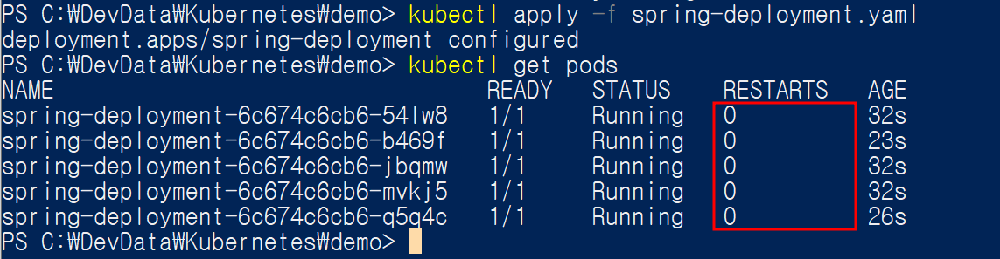 PS C:₩DevData₩Kubernetes₩demo> kubectl apply -f spring-deployment.yaml
deployment.apps/spring-deployment configured
PS C:₩DevData₩Kubernetes₩demo> kubectl get pods
NAME READY STATUS RESTARTS AGE
spring-deployment-6c674c6cb6-54lw8 1/1 Running 0 32s
spring-deployment-6c674c6cb6-b469f 1/1 Running 0 23s
spring-deployment-6c674c6cb6-jbqmw 1/1 Running 0 32s
spring-deployment-6c674c6cb6-mvkj5 1/1 Running 0 32s
spring-deployment-6c674c6cb6-q5q4c 1/1 Running 0 26s
PS C:₩DevData₩Kubernetes₩demo>